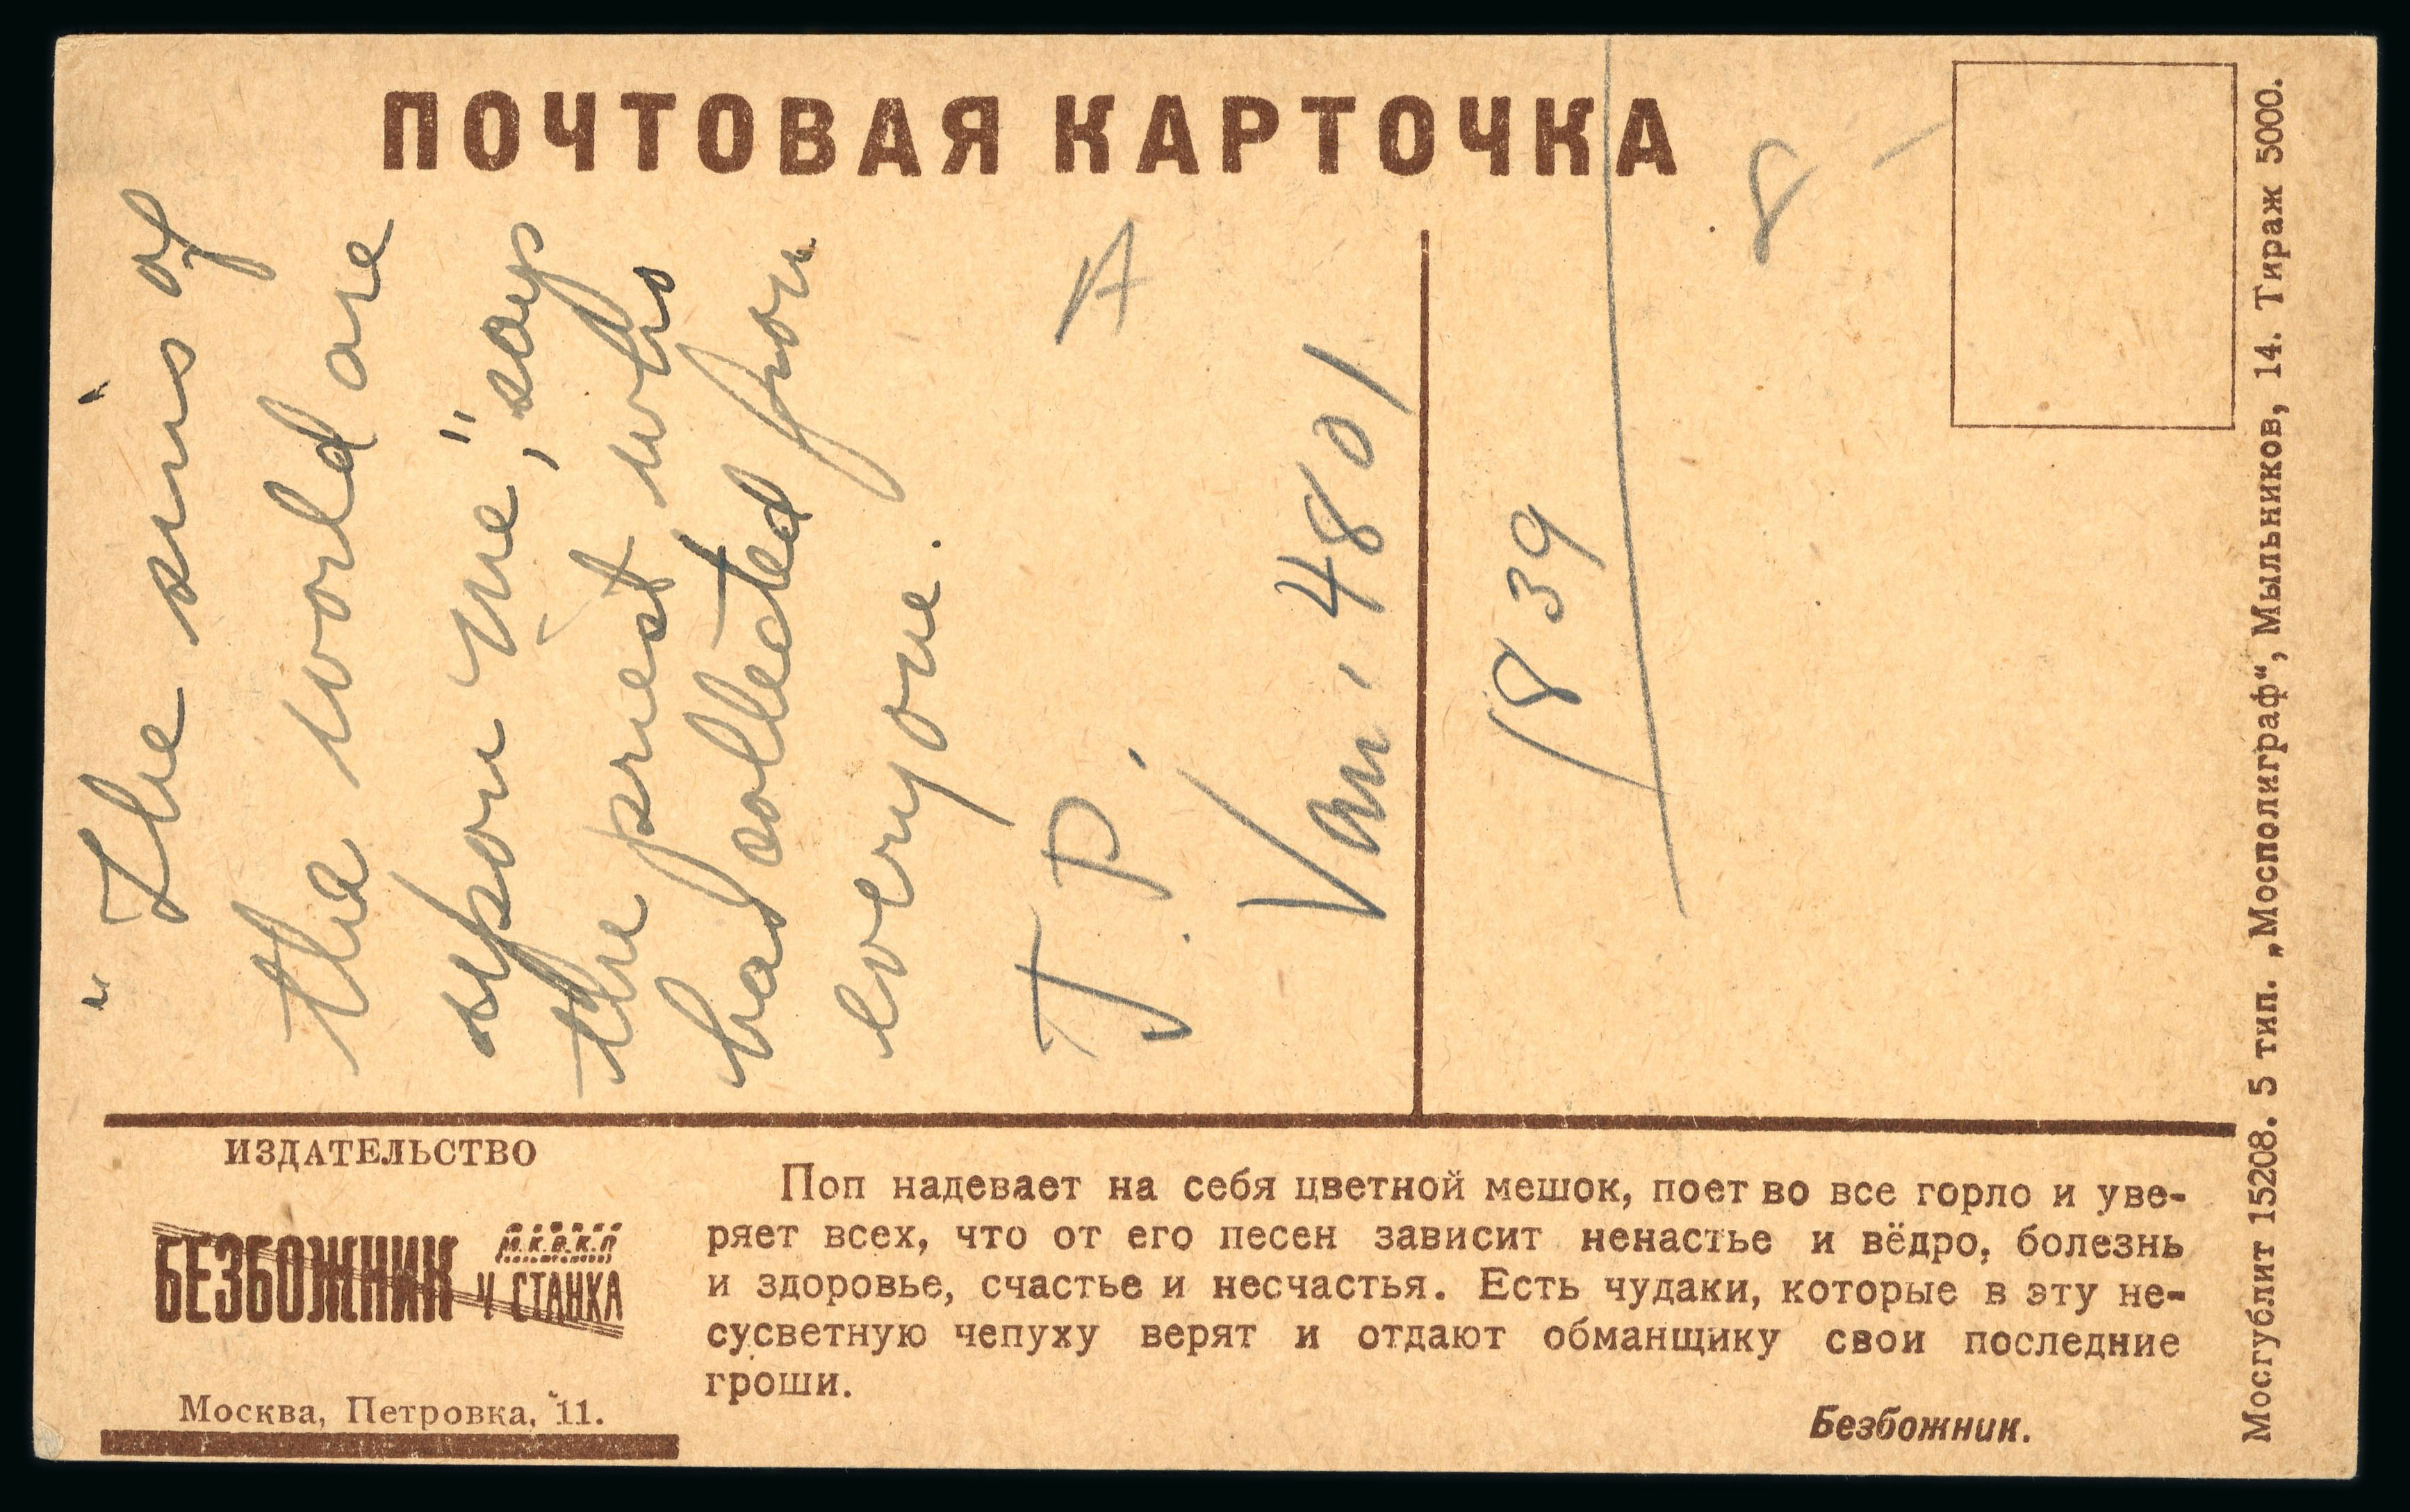 ПОЧТОВАЯ КАРТОЧКА
"The sins of
the world are
upon me," says
the priest who
has collected from
everyone.
J. P.
A
Van. 4801
1839
8 -
ИЗДАТЕЛЬСТВО
БЕЗБОЖНИК У СТАНКА
М.К.В.К.П
Москва, Петровка, 11.
Поп надевает на себя цветной мешок, поет во все горло и уве-
ряет всех, что от его песен зависит ненастье и вёдро, болезнь
и здоровье, счастье и несчастья. Есть чудаки, которые в эту не-
сусветную чепуху верят и отдают обманщику свои последние
гроши.
Безбожник.
Мосгублит 15208. 5 тип. „Мосполиграф“, Мыльников, 14. Тираж 5000.